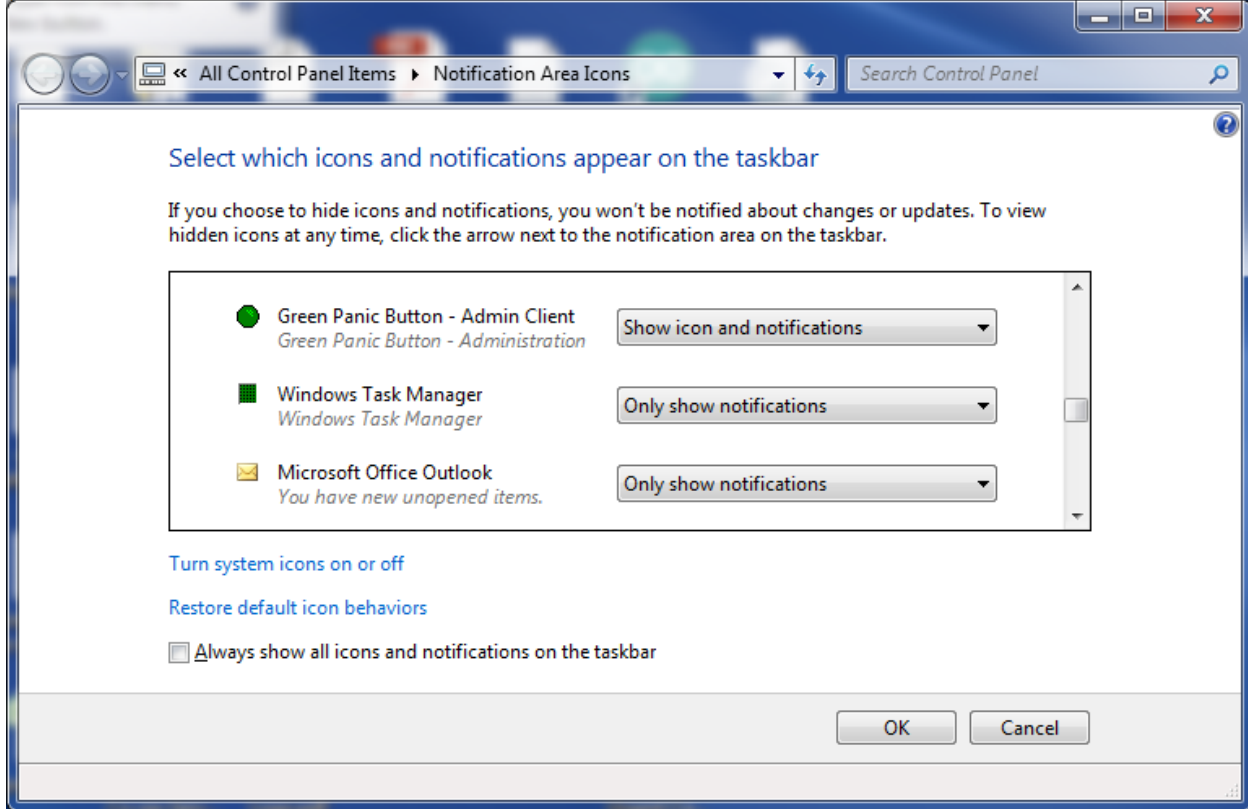 « All Control Panel Items ▸ Notification Area Icons
Search Control Panel
Select which icons and notifications appear on the taskbar
If you choose to hide icons and notifications, you won't be notified about changes or updates. To view
hidden icons at any time, click the arrow next to the notification area on the taskbar.
Green Panic Button - Admin Client
Green Panic Button - Administration
Show icon and notifications
Windows Task Manager
Windows Task Manager
Only show notifications
Microsoft Office Outlook
You have new unopened items.
Only show notifications
Turn system icons on or off
Restore default icon behaviors
Always show all icons and notifications on the taskbar
OK
Cancel